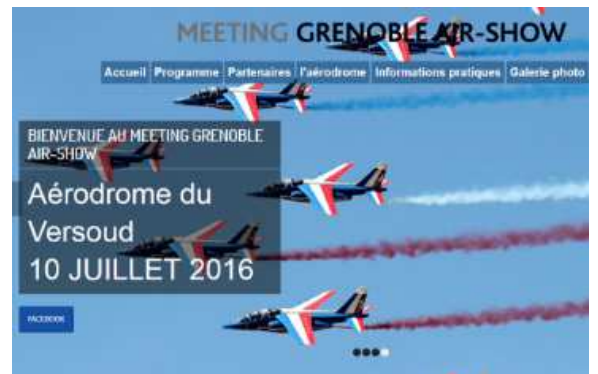 MEETING GRENOBLE AIR-SHOW
Accueil Programme Partenaires l'aérodrome Informations pratiques Galerie photo
BIENVENUE AU MEETING GRENOBLE
AIR-SHOW
Aérodrome du
Versoud
10 JUILLET 2016
FACEBOOK